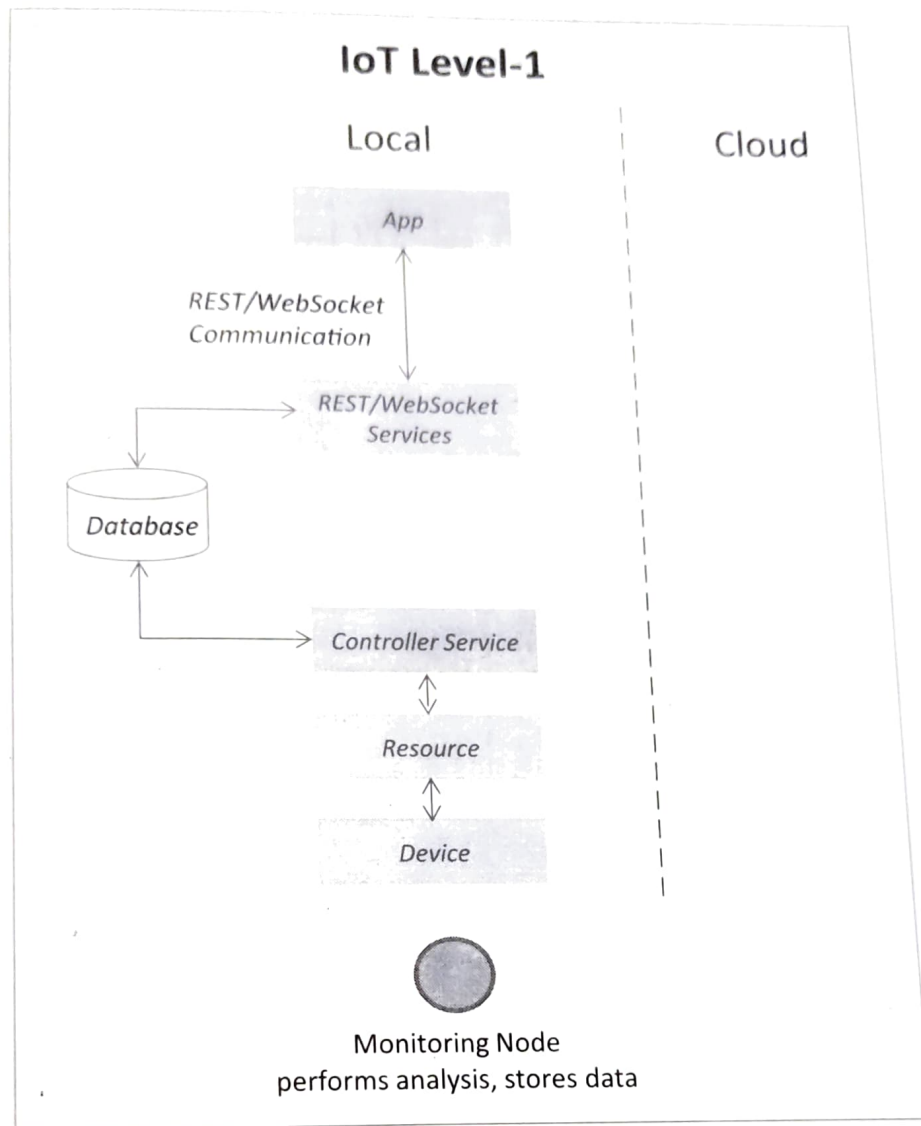 IoT Level-1
Local
Cloud
App
REST/WebSocket
Communication
REST/WebSocket
Services
Database
Controller Service
Resource
Device
Monitoring Node
performs analysis, stores data